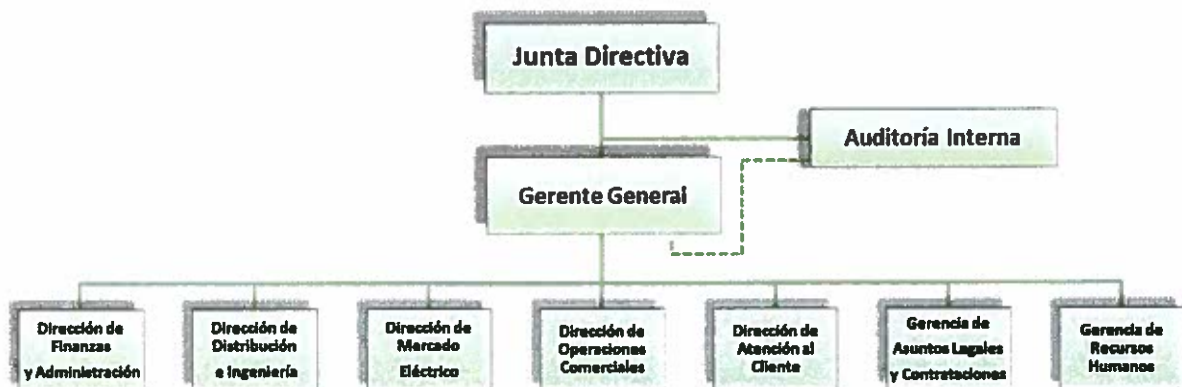 Junta Directiva
Auditoría Interna
Gerente General
Dirección de
Finanzas
y Administración
Dirección de
Distribución
e Ingeniería
Dirección de
Mercado
Eléctrico
Dirección de
Operaciones
Comerciales
Dirección de
Atención al
Cliente
Gerencia de
Asuntos Legales
y Contrataciones
Gerencia de
Recursos
Humanos